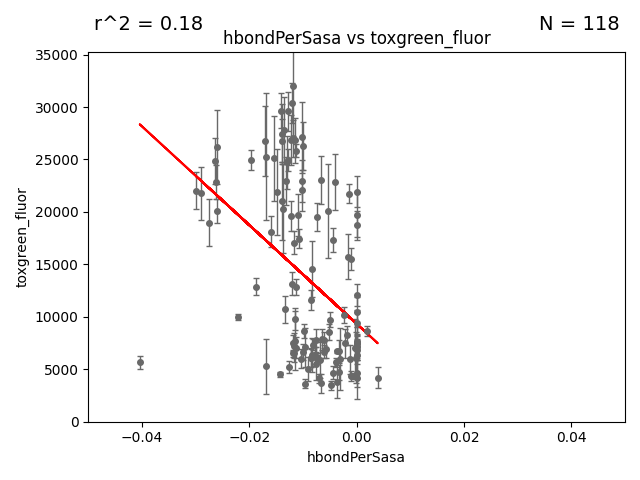 r^2 = 0.18
N = 118
hbondPerSasa vs toxgreen_fluor
35000
30000
25000
20000
15000
10000
5000
0
toxgreen_fluor
−0.04
−0.02
0.00
0.02
0.04
hbondPerSasa